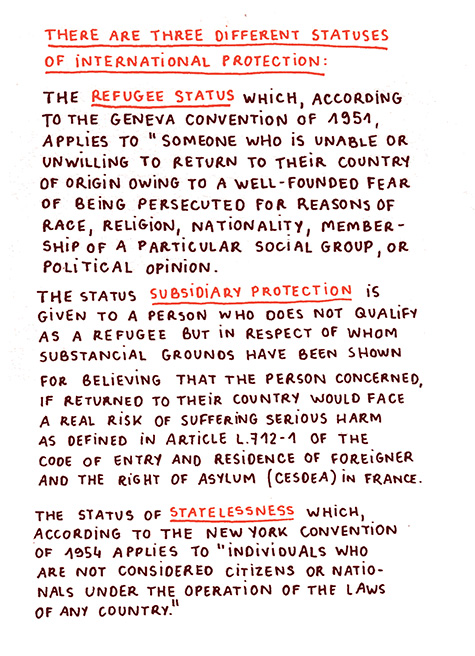 THERE ARE THREE DIFFERENT STATUSES
OF INTERNATIONAL PROTECTION:
THE REFUGEE STATUS WHICH, ACCORDING
TO THE GENEVA CONVENTION OF 1951,
APPLIES TO "SOMEONE WHO IS UNABLE OR
UNWILLING TO RETURN TO THEIR COUNTRY
OF ORIGIN OWING TO A WELL-FOUNDED FEAR
OF BEING PERSECUTED FOR REASONS OF
RACE, RELIGION, NATIONALITY, MEMBER-
SHIP OF A PARTICULAR SOCIAL GROUP, OR
POLITICAL OPINION.
THE STATUS SUBSIDIARY PROTECTION IS
GIVEN TO A PERSON WHO DOES NOT QUALIFY
AS A REFUGEE BUT IN RESPECT OF WHOM
SUBSTANCIAL GROUNDS HAVE BEEN SHOWN
FOR BELIEVING THAT THE PERSON CONCERNED,
IF RETURNED TO THEIR COUNTRY WOULD FACE
A REAL RISK OF SUFFERING SERIOUS HARM
AS DEFINED IN ARTICLE L.712-1 OF THE
CODE OF ENTRY AND RESIDENCE OF FOREIGNER
AND THE RIGHT OF ASYLUM (CESDEA) IN FRANCE.
THE STATUS OF STATELESSNESS WHICH,
ACCORDING TO THE NEW YORK CONVENTION
OF 1954 APPLIES TO "INDIVIDUALS WHO
ARE NOT CONSIDERED CITIZENS OR NATIO-
NALS UNDER THE OPERATION OF THE LAWS
OF ANY COUNTRY."